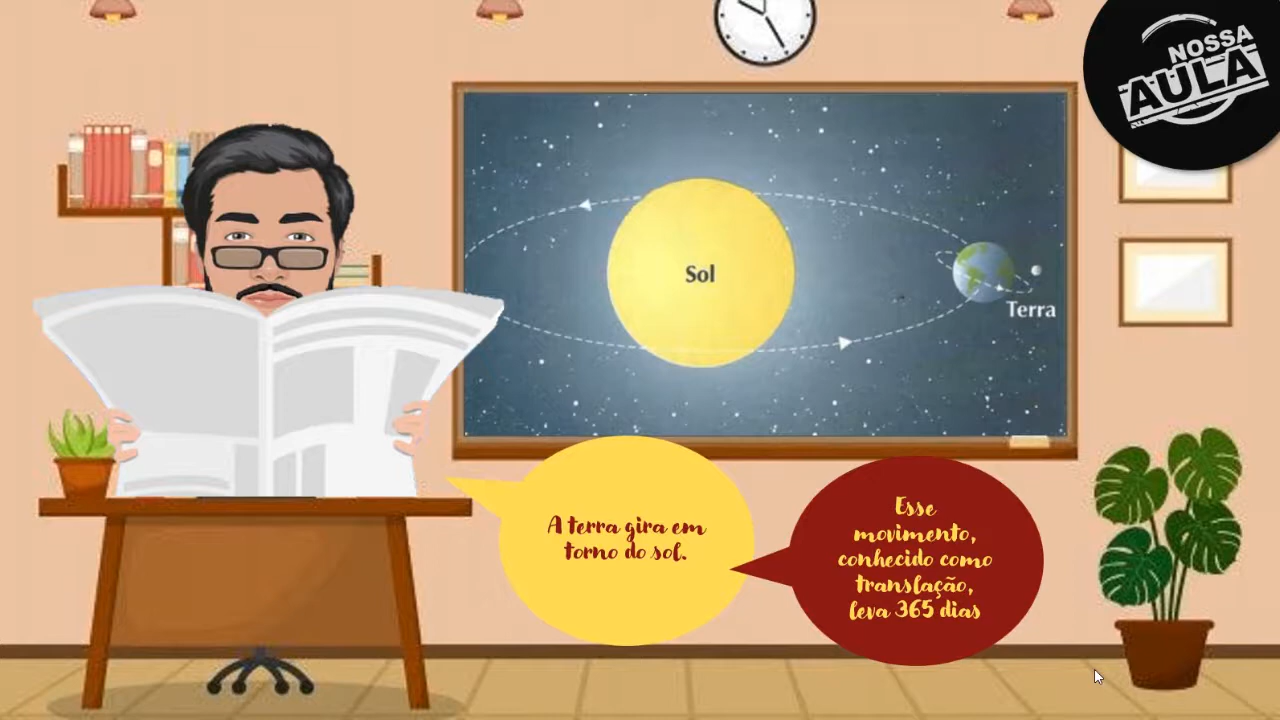 NOSSA
AULA
Sol
Terra
A terra gira em
torno do sol.
Esse
movimento,
conhecido como
translação,
leva 365 dias